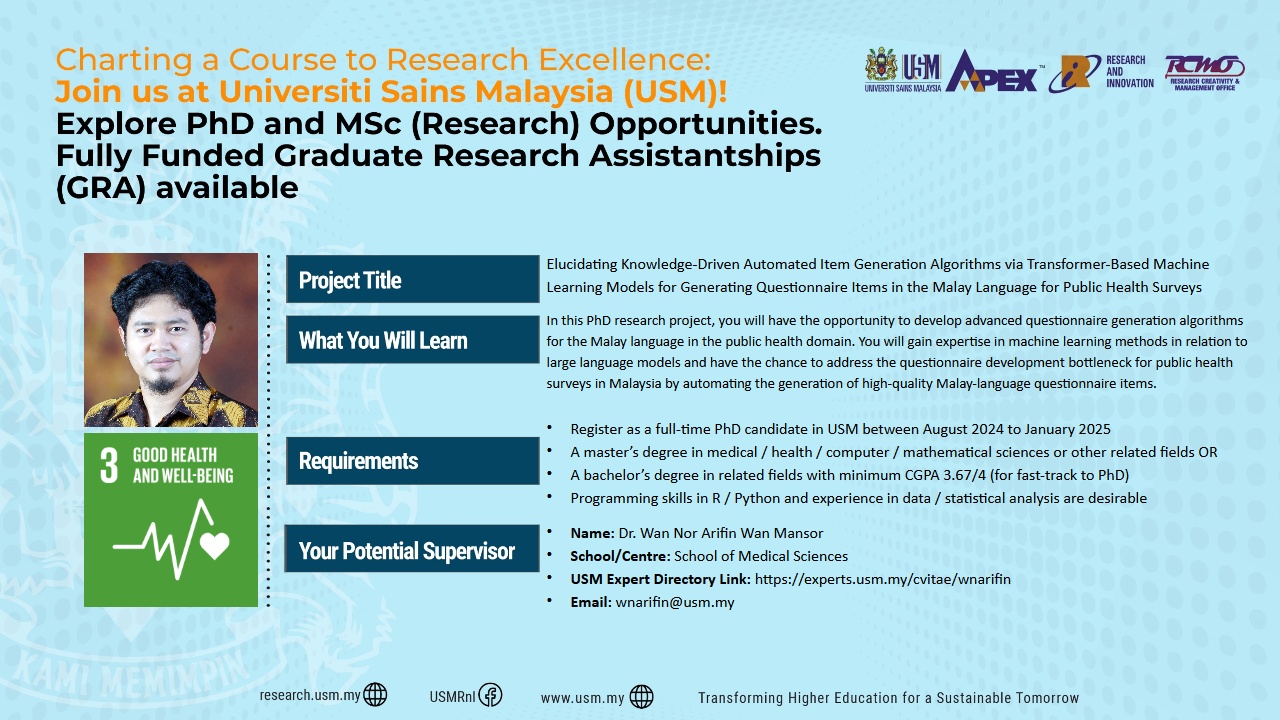 Charting a Course to Research Excellence:
Join us at Universiti Sains Malaysia (USM)!
Explore PhD and MSc (Research) Opportunities.
Fully Funded Graduate Research Assistantships
(GRA) available
USM
UNIVERSITI SAINS MALAYSIA
APEX™
RESEARCH
AND
INNOVATION
RCMO
RESEARCH CREATIVITY &
MANAGEMENT OFFICE
Project Title
Elucidating Knowledge-Driven Automated Item Generation Algorithms via Transformer-Based Machine
Learning Models for Generating Questionnaire Items in the Malay Language for Public Health Surveys
What You Will Learn
In this PhD research project, you will have the opportunity to develop advanced questionnaire generation algorithms
for the Malay language in the public health domain. You will gain expertise in machine learning methods in relation to
large language models and have the chance to address the questionnaire development bottleneck for public health
surveys in Malaysia by automating the generation of high-quality Malay-language questionnaire items.
3 GOOD HEALTH
AND WELL-BEING
Requirements
• Register as a full-time PhD candidate in USM between August 2024 to January 2025
• A master's degree in medical / health / computer / mathematical sciences or other related fields OR
• A bachelor's degree in related fields with minimum CGPA 3.67/4 (for fast-track to PhD)
• Programming skills in R / Python and experience in data / statistical analysis are desirable
Your Potential Supervisor
• Name: Dr. Wan Nor Arifin Wan Mansor
• School/Centre: School of Medical Sciences
• USM Expert Directory Link: https://experts.usm.my/cvitae/wnarifin
• Email: wnarifin@usm.my
KAMI MEMIMPIN
research.usm.my
USMRnI
www.usm.my
Transforming Higher Education for a Sustainable Tomorrow